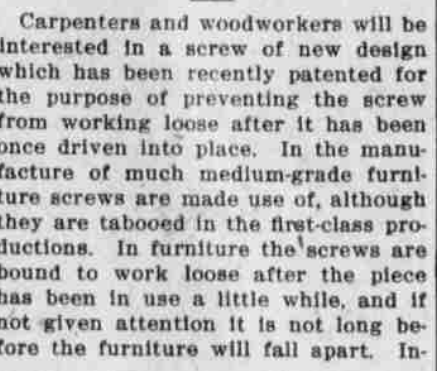 Carpenters and woodworkers will be
interested in a screw of new design
which has been recently patented for
the purpose of preventing the screw
from working loose after it has been
once driven into place. In the manu-
facture of much medium-grade furni-
ture screws are made use of, although
they are tabooed in the first-class pro-
ductions. In furniture the screws are
bound to work loose after the piece
has been in use a little while, and if
not given attention it is not long be-
fore the furniture will fall apart. In-